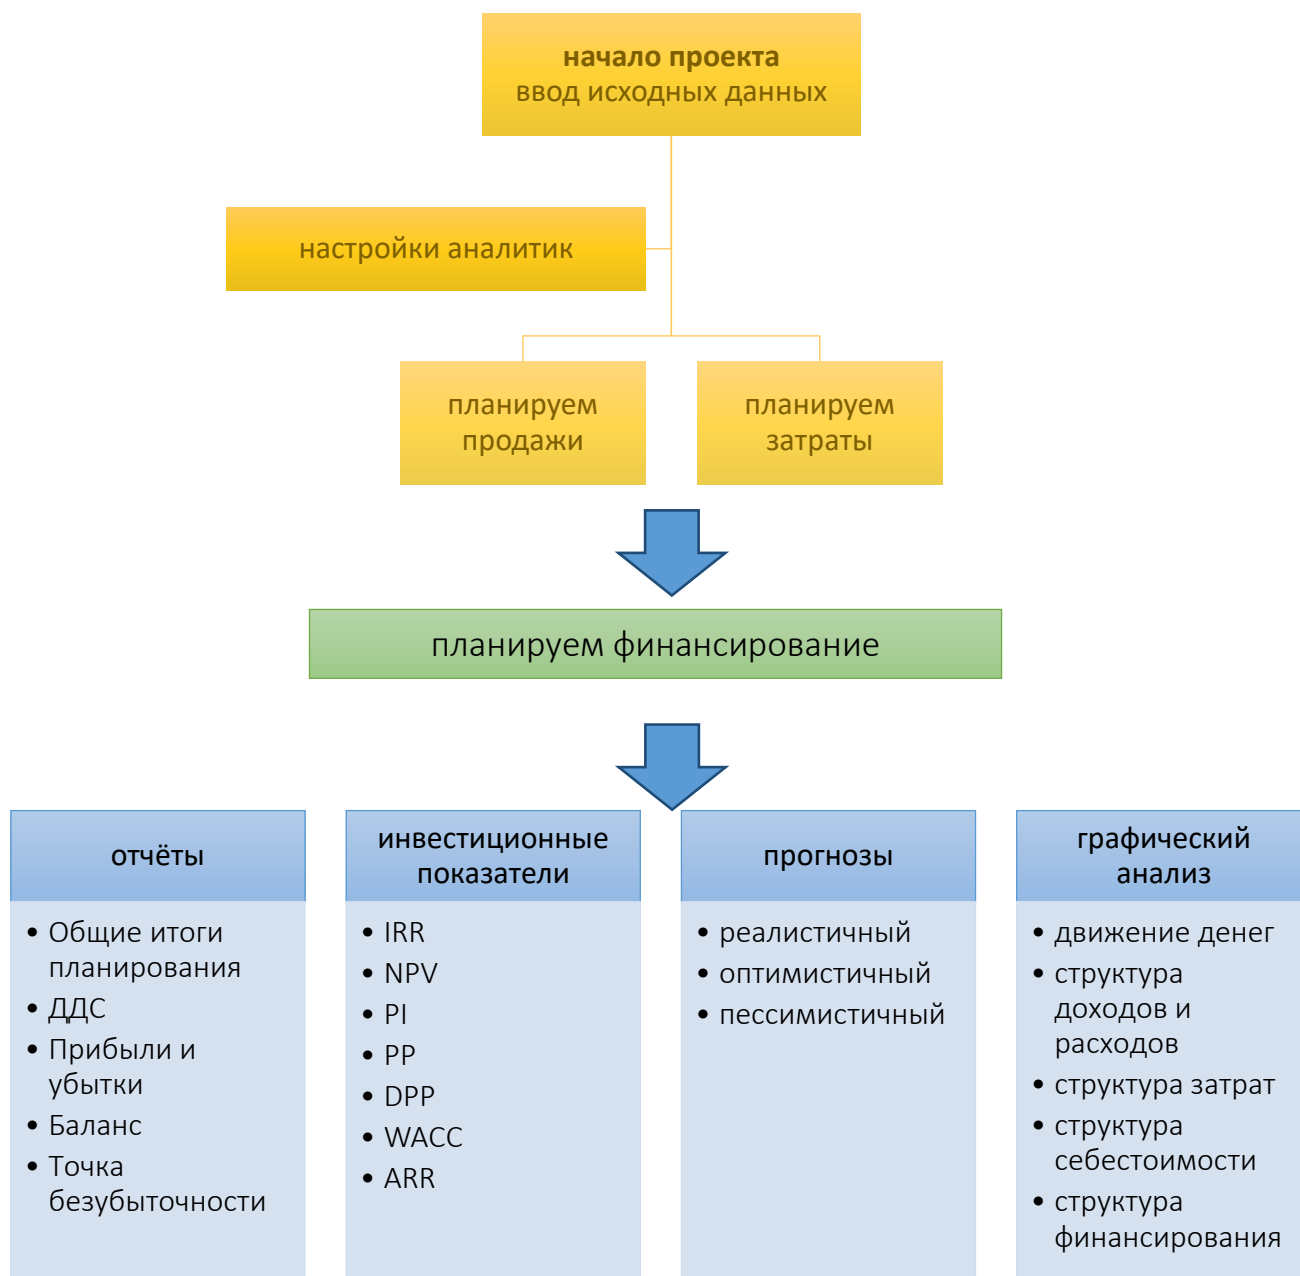 начало проекта
ввод исходных данных
настройки аналитик
планируем
продажи
планируем
затраты
планируем финансирование
отчёты
• Общие итоги
планирования
• ДДС
• Прибыли и
убытки
• Баланс
• Точка
безубыточности
инвестиционные
показатели
• IRR
• NPV
• PI
• PP
• DPP
• WACC
• ARR
прогнозы
• реалистичный
• оптимистичный
• пессимистичный
графический
анализ
• движение денег
• структура
доходов и
расходов
• структура затрат
• структура
себестоимости
• структура
финансирования